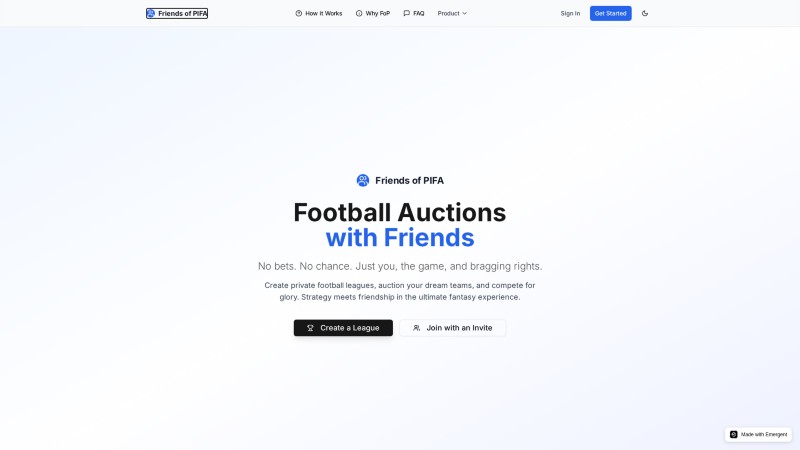 Friends of PIFA
How It Works
Why FoP
FAQ
Product
Sign In
Get Started
Friends of PIFA
Football Auctions
with Friends
No bets. No chance. Just you, the game, and bragging rights.
Create private football leagues, auction your dream teams, and compete for
glory. Strategy meets friendship in the ultimate fantasy experience.
Create a League
Join with an Invite
Made with Emergent